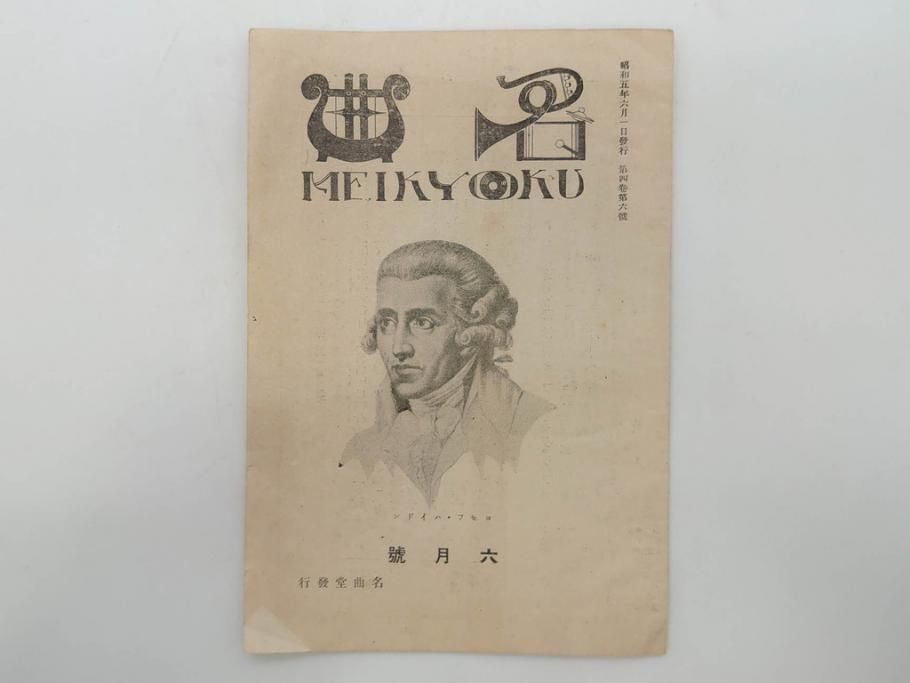 昭和五年六月一日發行 第四卷第六號
名曲
MEIKYOKU
ヨセフ・ハイドン
六月號
名曲堂發行